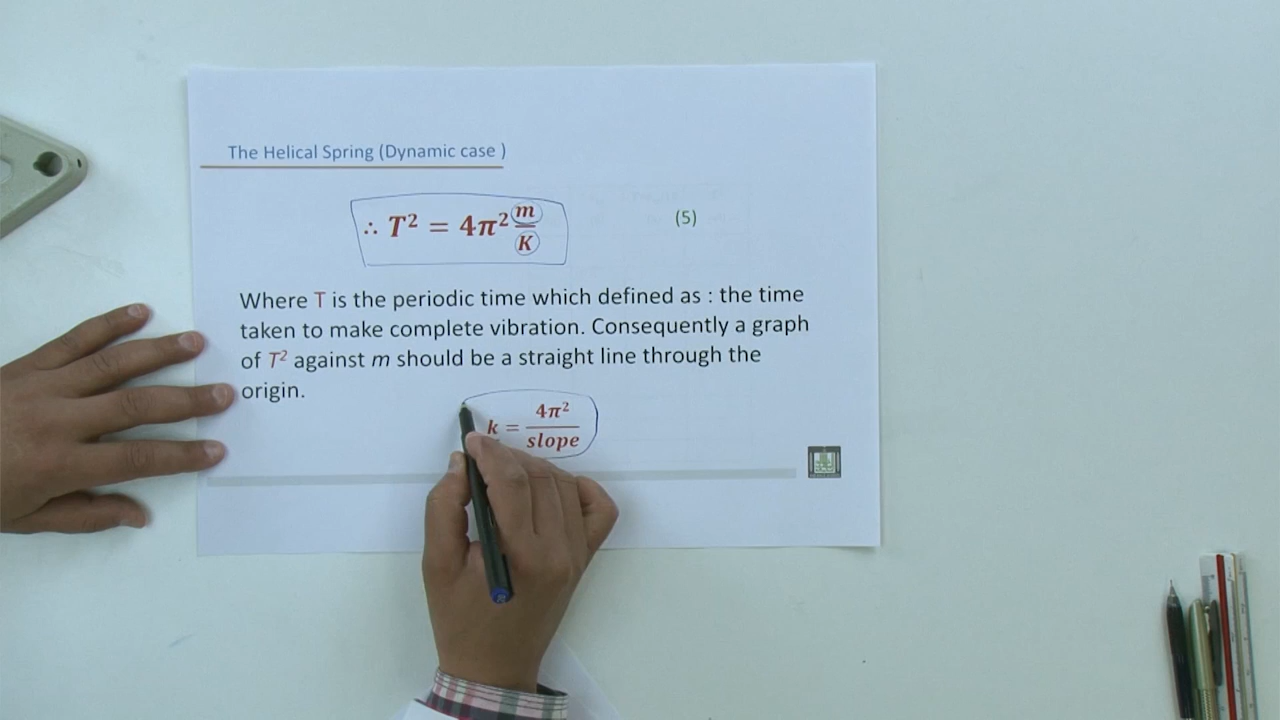 The Helical Spring (Dynamic case )
∴ T² = 4π² m/K (5)
Where T is the periodic time which defined as : the time
taken to make complete vibration. Consequently a graph
of T² against m should be a straight line through the
origin.
k = 4π²/slope